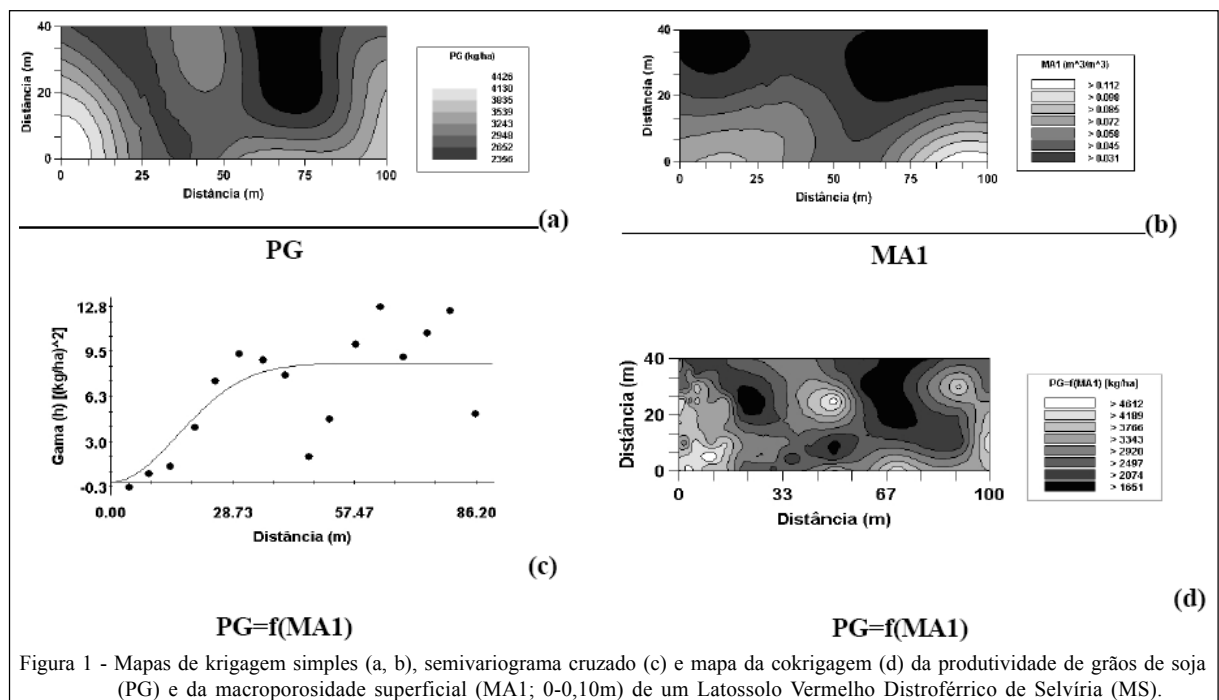 40
20
0
Distância (m)
0 25 50 75 100
Distância (m)
PG (kg/ha)
4426
4130
3835
3539
3243
2948
2652
2356
(a)
PG
40
20
0
Distância (m)
0 25 50 75 100
Distância (m)
MA1 (m^3/m^3)
> 0.112
> 0.098
> 0.085
> 0.072
> 0.058
> 0.045
> 0.031
(b)
MA1
Gama (h) [(kg/ha)^2]
12.8
9.5
6.3
3.0
-0.3
0.00 28.73 57.47 86.20
Distância (m)
(c)
PG=f(MA1)
40
20
0
Distância (m)
0 33 67 100
Distância (m)
PG=f(MA1) [kg/ha]
> 4612
> 4189
> 3766
> 3343
> 2920
> 2497
> 2074
> 1651
(d)
PG=f(MA1)
Figura 1 - Mapas de krigagem simples (a, b), semivariograma cruzado (c) e mapa da cokrigagem (d) da produtividade de grãos de soja
(PG) e da macroporosidade superficial (MA1; 0-0,10m) de um Latossolo Vermelho Distroférrico de Selvíria (MS).